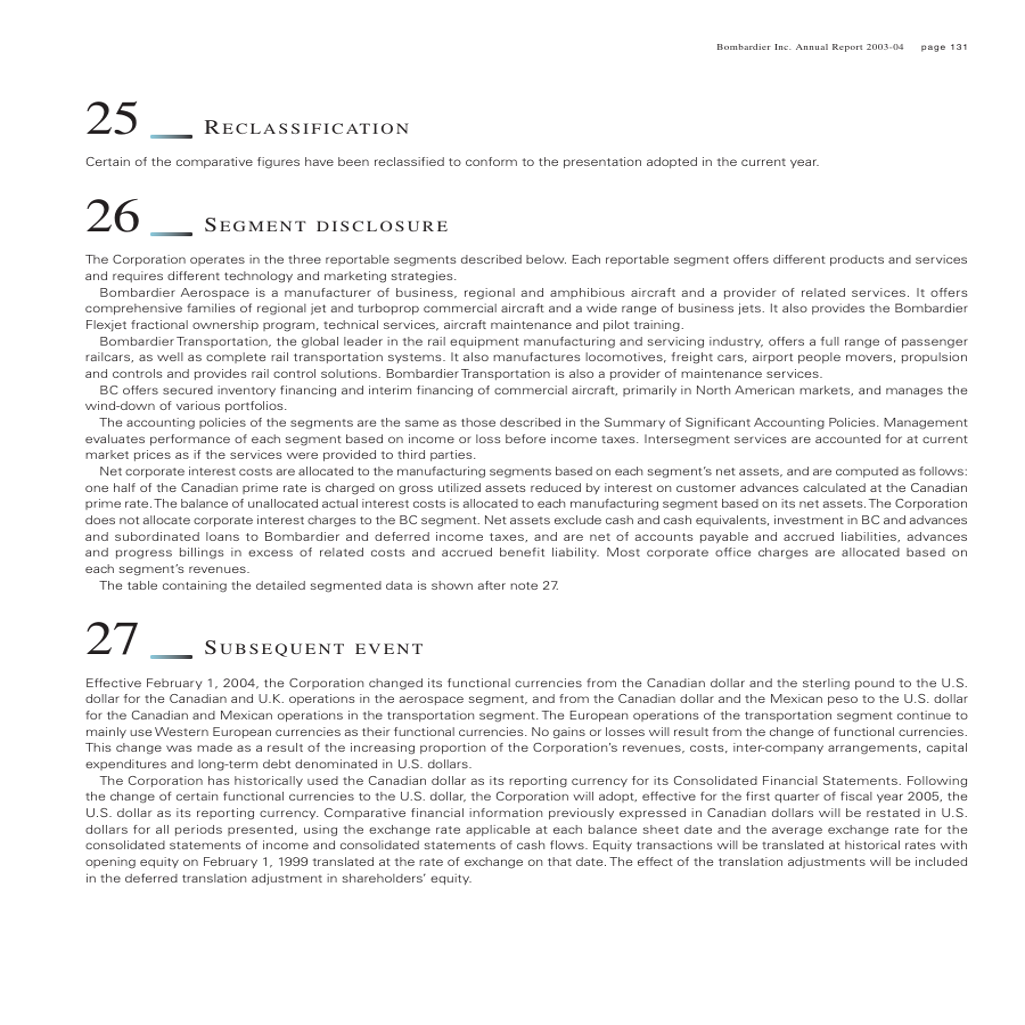 Bombardier Inc. Annual Report 2003-04 page 131
25 RECLASSIFICATION
Certain of the comparative figures have been reclassified to conform to the presentation adopted in the current year.
26 SEGMENT DISCLOSURE
The Corporation operates in the three reportable segments described below. Each reportable segment offers different products and services
and requires different technology and marketing strategies.
Bombardier Aerospace is a manufacturer of business, regional and amphibious aircraft and a provider of related services. It offers
comprehensive families of regional jet and turboprop commercial aircraft and a wide range of business jets. It also provides the Bombardier
Flexjet fractional ownership program, technical services, aircraft maintenance and pilot training.
Bombardier Transportation, the global leader in the rail equipment manufacturing and servicing industry, offers a full range of passenger
railcars, as well as complete rail transportation systems. It also manufactures locomotives, freight cars, airport people movers, propulsion
and controls and provides rail control solutions. Bombardier Transportation is also a provider of maintenance services.
BC offers secured inventory financing and interim financing of commercial aircraft, primarily in North American markets, and manages the
wind-down of various portfolios.
The accounting policies of the segments are the same as those described in the Summary of Significant Accounting Policies. Management
evaluates performance of each segment based on income or loss before income taxes. Intersegment services are accounted for at current
market prices as if the services were provided to third parties.
Net corporate interest costs are allocated to the manufacturing segments based on each segment's net assets, and are computed as follows:
one half of the Canadian prime rate is charged on gross utilized assets reduced by interest on customer advances calculated at the Canadian
prime rate. The balance of unallocated actual interest costs is allocated to each manufacturing segment based on its net assets. The Corporation
does not allocate corporate interest charges to the BC segment. Net assets exclude cash and cash equivalents, investment in BC and advances
and subordinated loans to Bombardier and deferred income taxes, and are net of accounts payable and accrued liabilities, advances
and progress billings in excess of related costs and accrued benefit liability. Most corporate office charges are allocated based on
each segment's revenues.
The table containing the detailed segmented data is shown after note 27.
27 SUBSEQUENT EVENT
Effective February 1, 2004, the Corporation changed its functional currencies from the Canadian dollar and the sterling pound to the U.S.
dollar for the Canadian and U.K. operations in the aerospace segment, and from the Canadian dollar and the Mexican peso to the U.S. dollar
for the Canadian and Mexican operations in the transportation segment. The European operations of the transportation segment continue to
mainly use Western European currencies as their functional currencies. No gains or losses will result from the change of functional currencies.
This change was made as a result of the increasing proportion of the Corporation's revenues, costs, inter-company arrangements, capital
expenditures and long-term debt denominated in U.S. dollars.
The Corporation has historically used the Canadian dollar as its reporting currency for its Consolidated Financial Statements. Following
the change of certain functional currencies to the U.S. dollar, the Corporation will adopt, effective for the first quarter of fiscal year 2005, the
U.S. dollar as its reporting currency. Comparative financial information previously expressed in Canadian dollars will be restated in U.S.
dollars for all periods presented, using the exchange rate applicable at each balance sheet date and the average exchange rate for the
consolidated statements of income and consolidated statements of cash flows. Equity transactions will be translated at historical rates with
opening equity on February 1, 1999 translated at the rate of exchange on that date. The effect of the translation adjustments will be included
in the deferred translation adjustment in shareholders' equity.